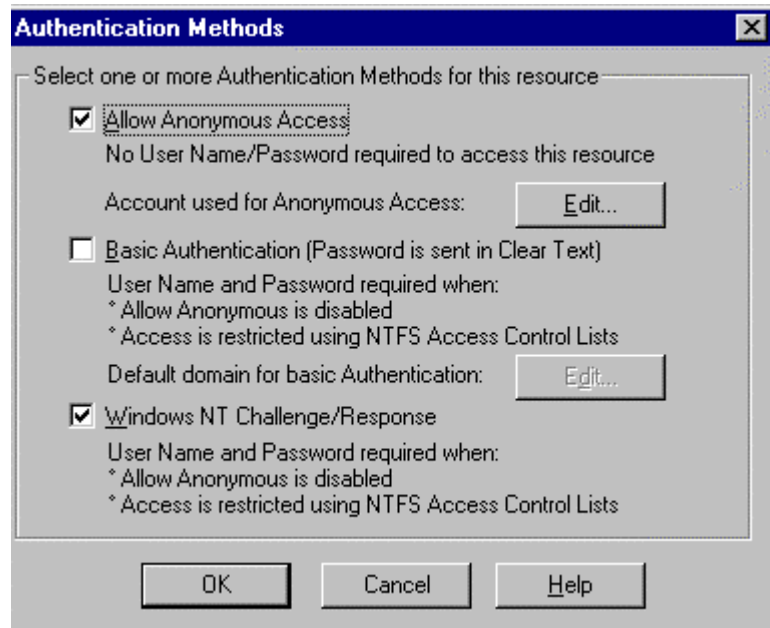 Authentication Methods
Select one or more Authentication Methods for this resource
Allow Anonymous Access
No User Name/Password required to access this resource
Account used for Anonymous Access: Edit...
Basic Authentication (Password is sent in Clear Text)
User Name and Password required when:
* Allow Anonymous is disabled
* Access is restricted using NTFS Access Control Lists
Default domain for basic Authentication: Edit...
Windows NT Challenge/Response
User Name and Password required when:
* Allow Anonymous is disabled
* Access is restricted using NTFS Access Control Lists
OK Cancel Help